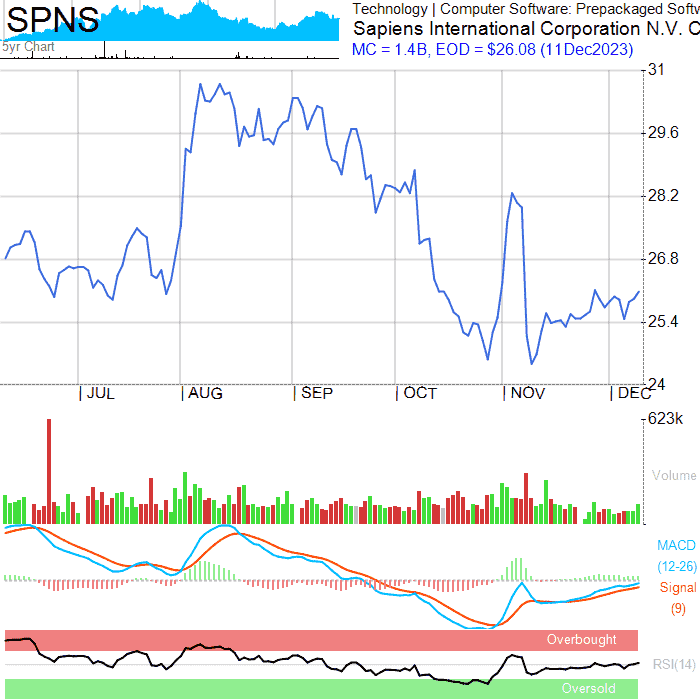 SPNS
5yr Chart
Technology | Computer Software: Prepackaged Softw
Sapiens International Corporation N.V. C
MC = 1.4B, EOD = $26.08 (11Dec2023)
31
29.6
28.2
26.8
25.4
24
| JUL | AUG | SEP | OCT | NOV | DEC
623k
Volume
MACD
(12-26)
Signal
(9)
Overbought
RSI(14)
Oversold